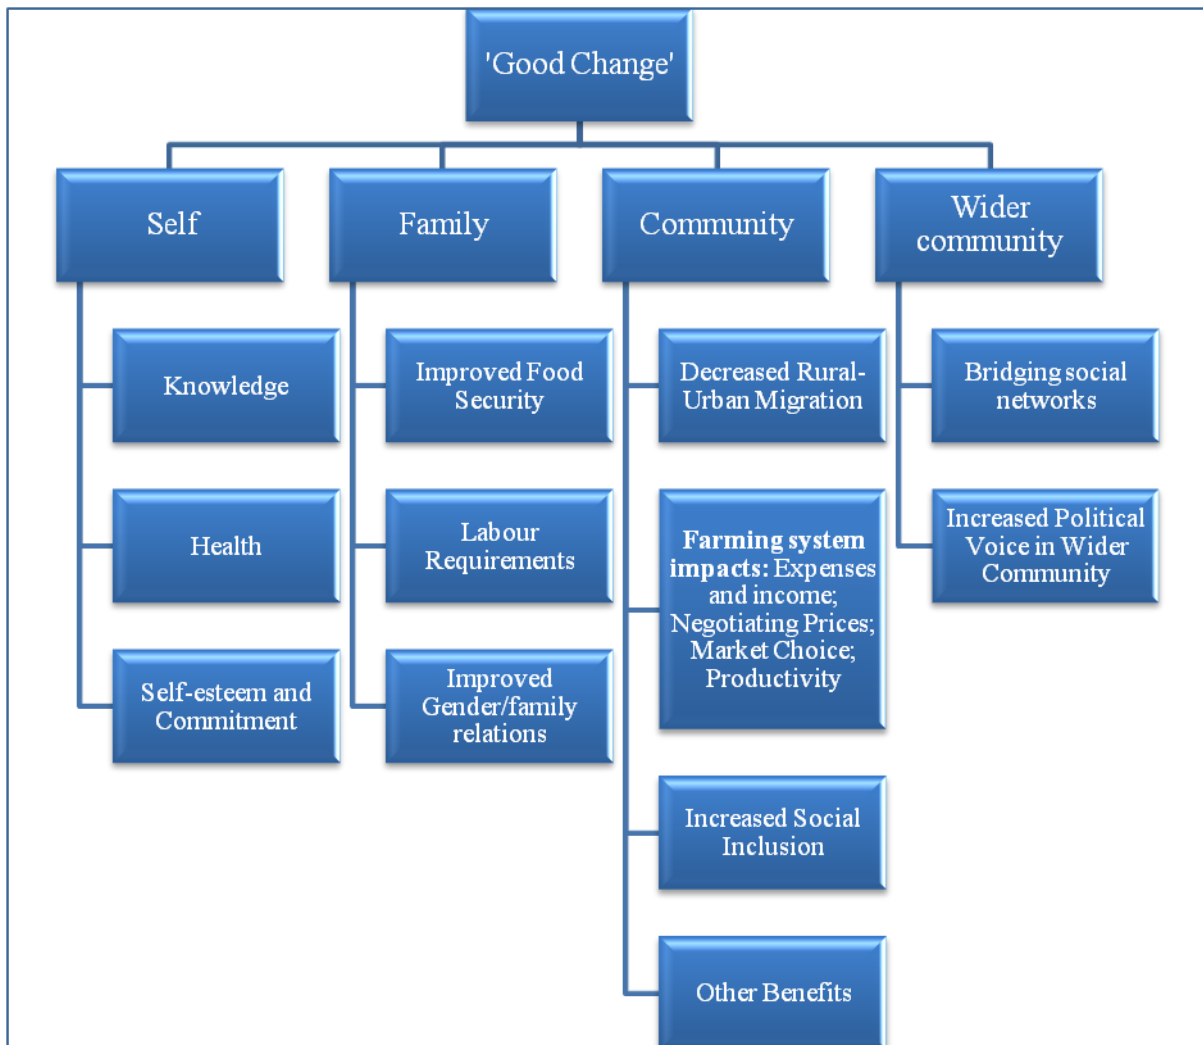 'Good Change'
Self
Family
Community
Wider
community
Knowledge
Health
Self-esteem and
Commitment
Improved Food
Security
Labour
Requirements
Improved
Gender/family
relations
Decreased Rural-
Urban Migration
Farming system
impacts: Expenses
and income;
Negotiating Prices;
Market Choice;
Productivity
Increased Social
Inclusion
Other Benefits
Bridging social
networks
Increased Political
Voice in Wider
Community